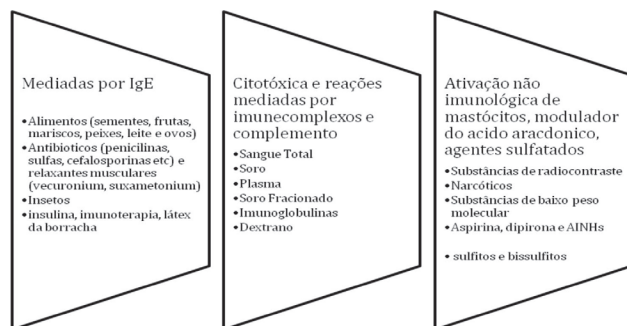 Mediadas por IgE
•Alimentos (sementes, frutas,
mariscos, peixes, leite e ovos)
•Antibioticos (penicilinas,
sulfas, cefalosporinas etc) e
relaxantes musculares
(vecuronium, suxametonium)
•Insetos
•insulina, imunoterapia, látex
da borracha
Citotóxica e reações
mediadas por
imunecomplexos e
complemento
•Sangue Total
•Soro
•Plasma
•Soro Fracionado
•Imunoglobulinas
•Dextrano
Ativação não
imunológica de
mastócitos, modulador
do acido aracdonico,
agentes sulfatados
•Substâncias de radiocontraste
•Narcóticos
•Substâncias de baixo peso
molecular
•Aspirina, dipirona e AINHs
• sulfitos e bissulfitos